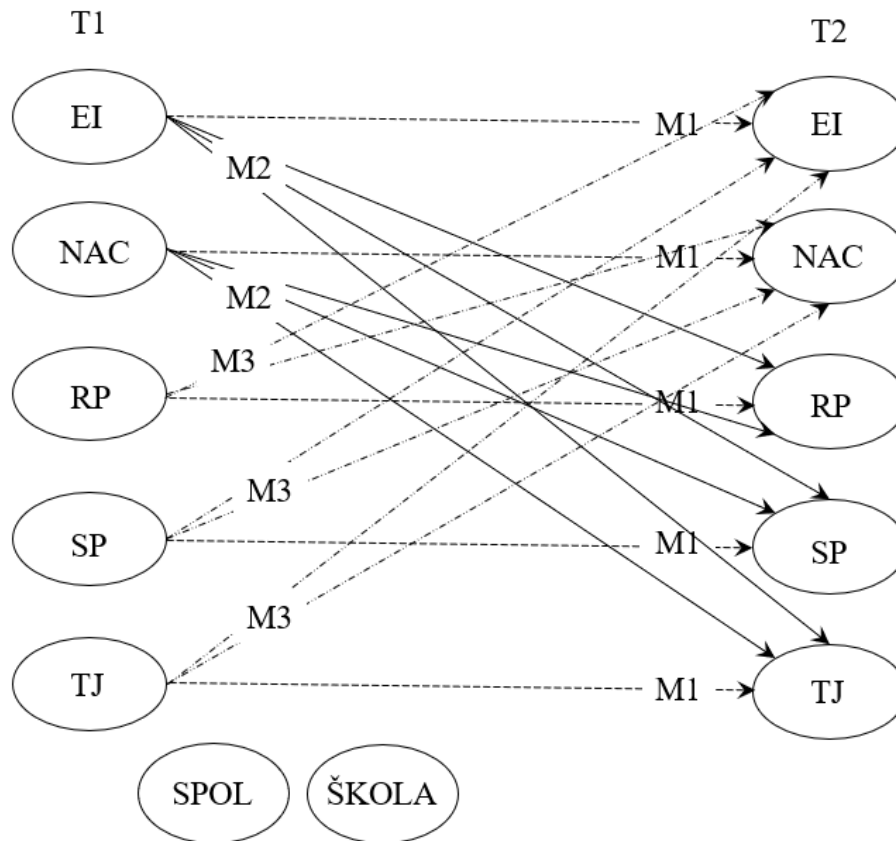 T1 T2
EI M1 EI
M2
NAC M1 NAC
M2
M3
RP M1 RP
M3
SP M1 SP
M3
TJ M1 TJ
SPOL ŠKOLA